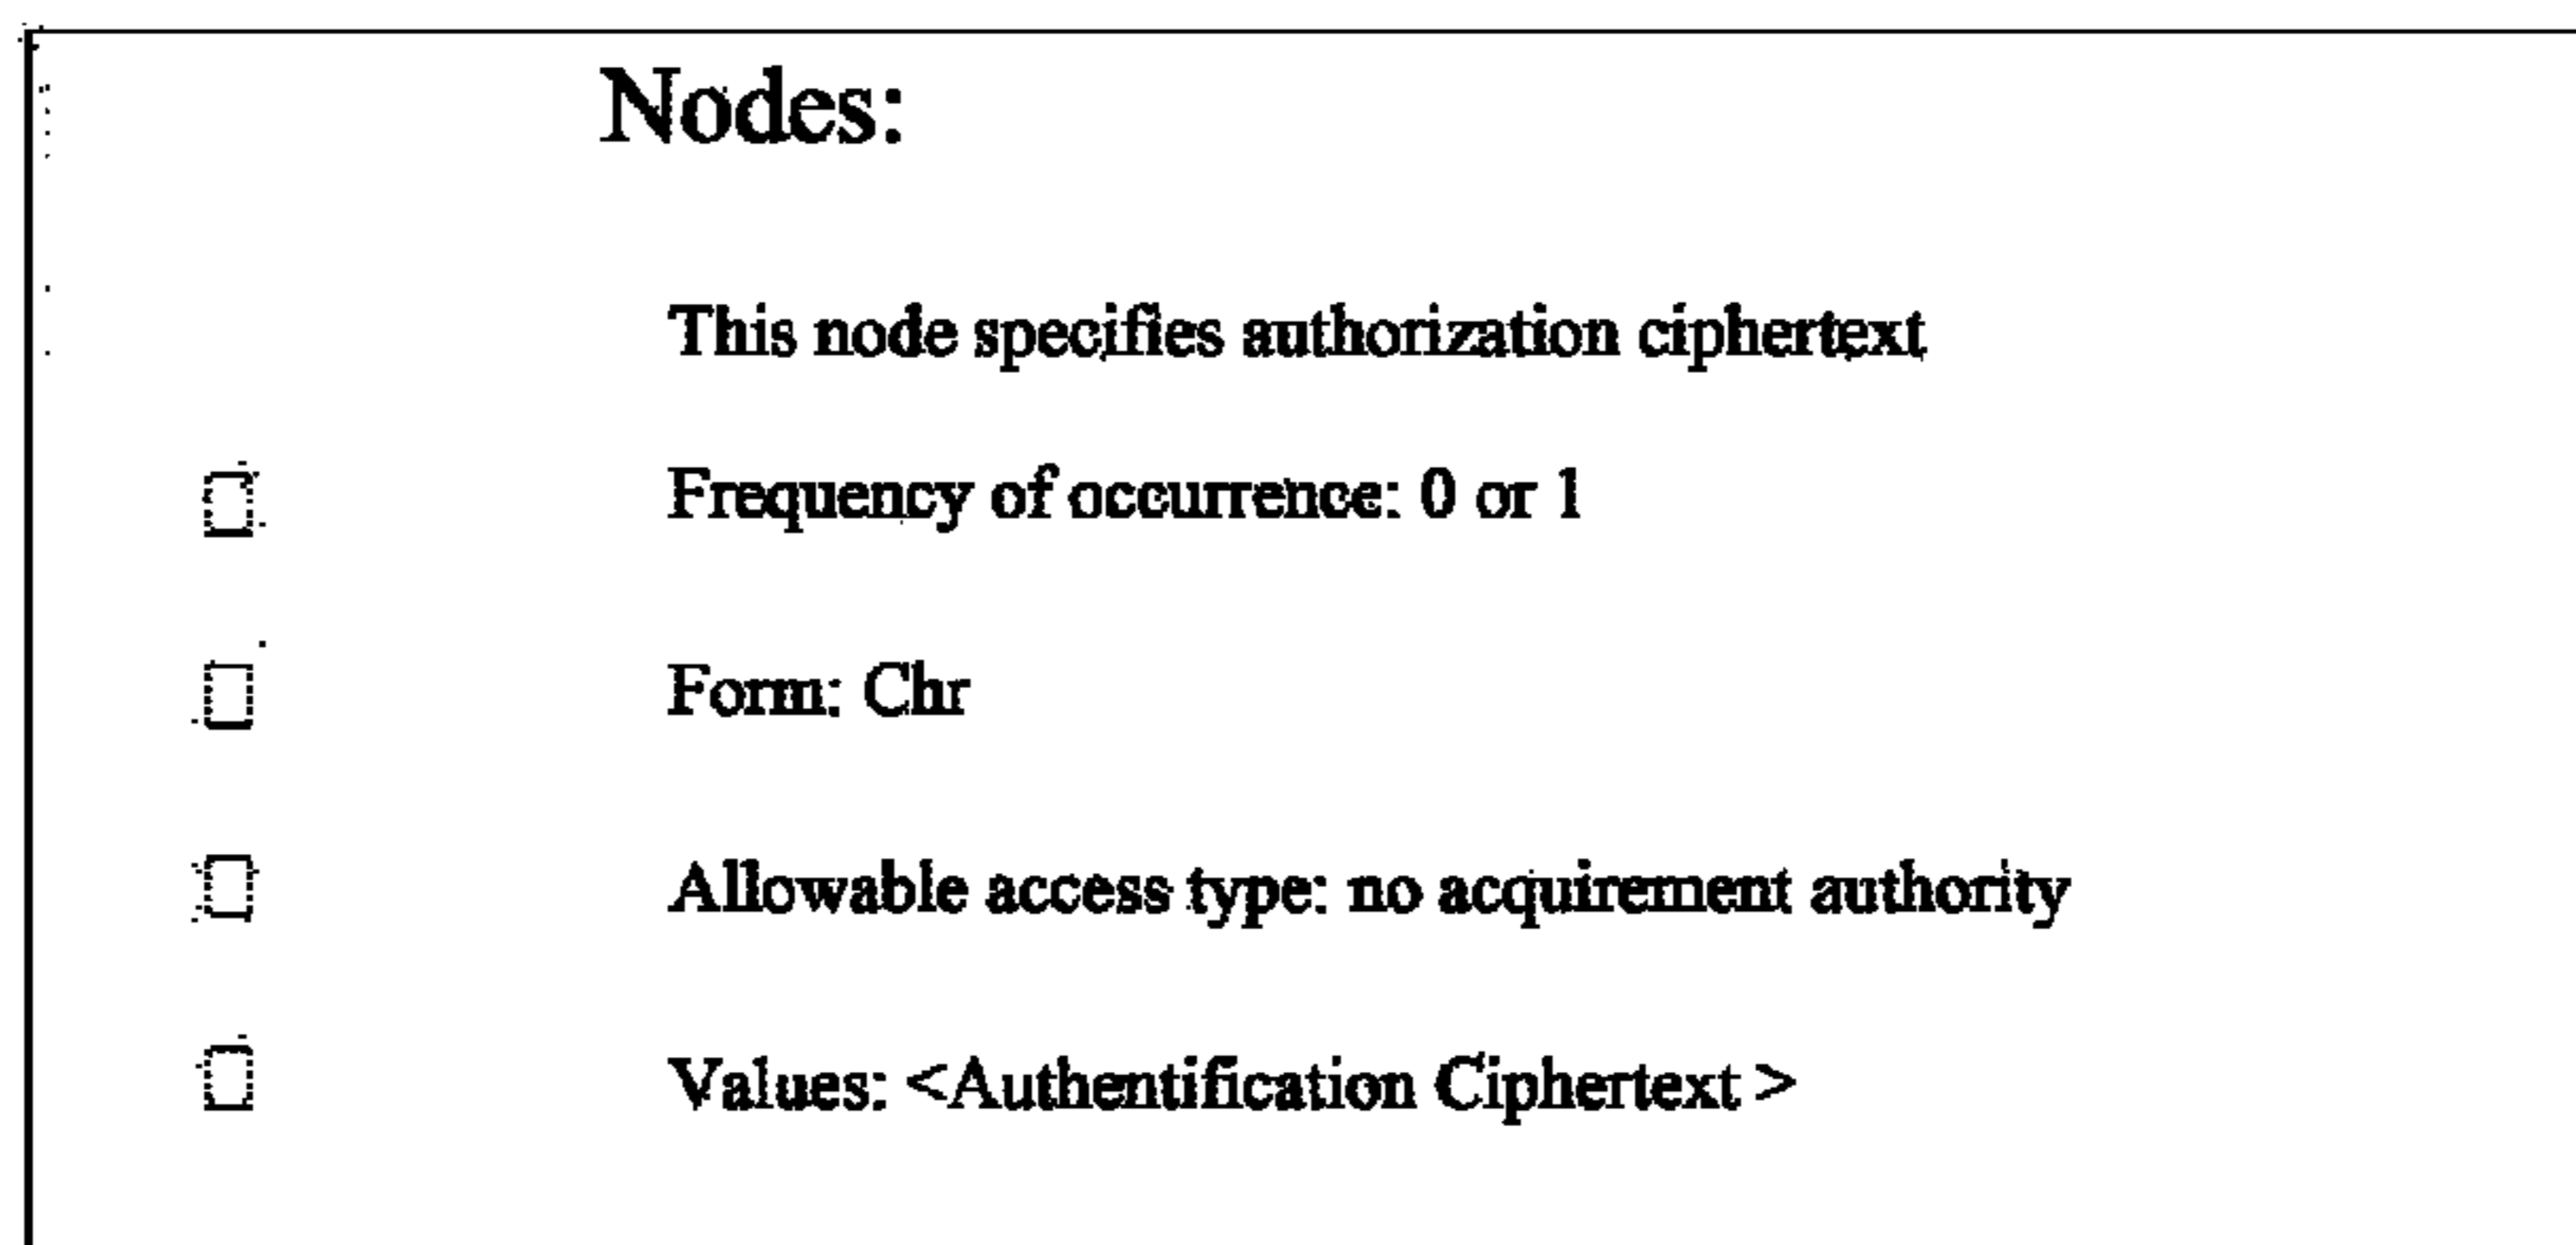 Nodes:
This node specifies authorization ciphertext
Frequency of occurrence: 0 or 1
Form: Chr
Allowable access type: no acquirement authority
Values: <Authentification Ciphertext >